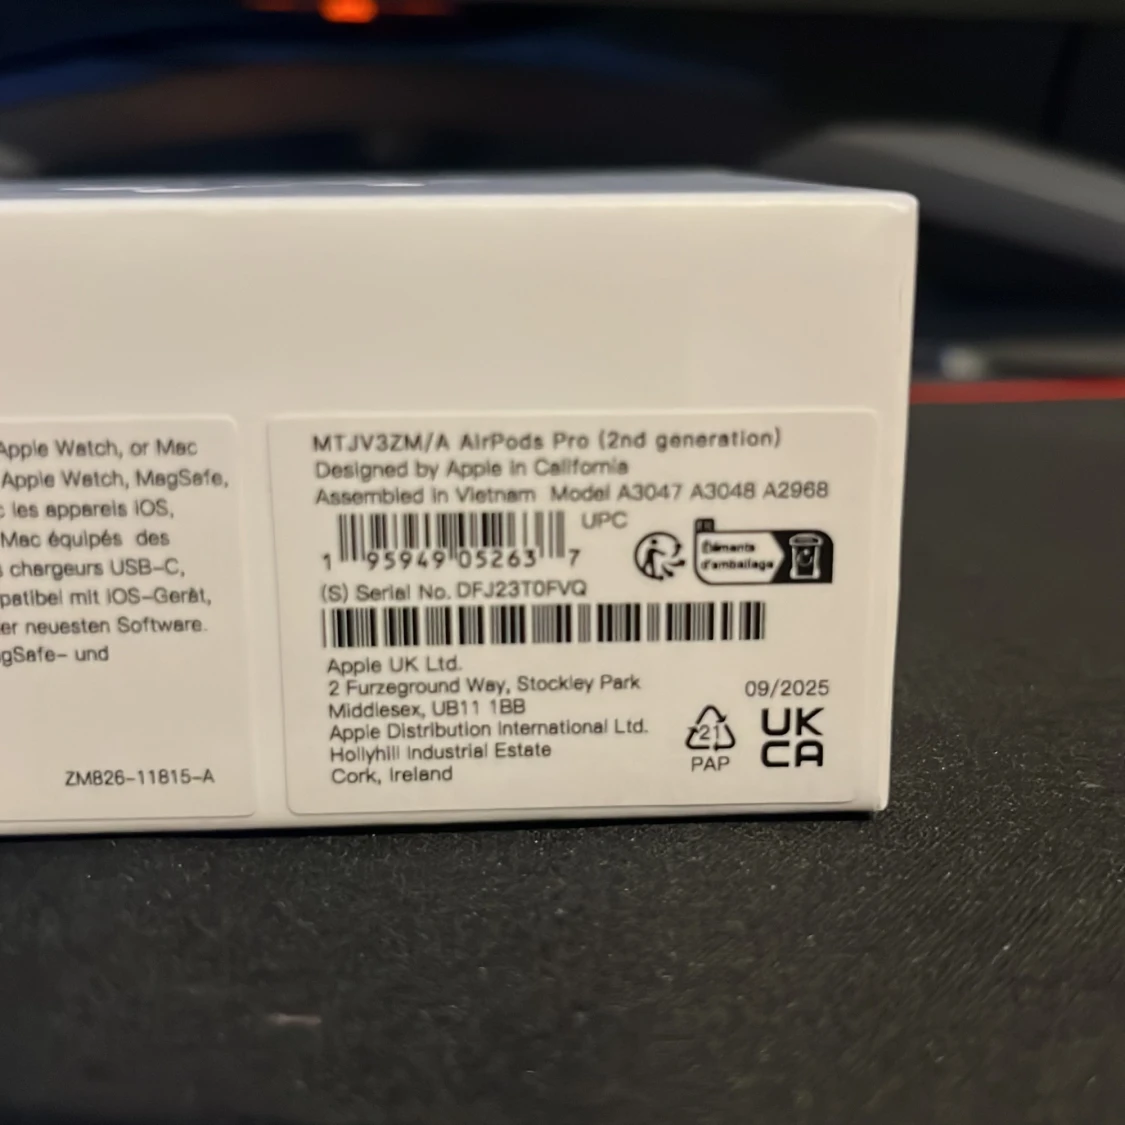 Apple Watch, or Mac
Apple Watch, MagSafe,
c les appareils iOS,
Mac équipés des
s chargeurs USB-C,
patibel mit iOS-Gerät,
er neuesten Software.
gSafe- und
ZM826-11815-A
MTJV3ZM/A AirPods Pro (2nd generation)
Designed by Apple in California
Assembled in Vietnam Model A3047 A3048 A2968
UPC
1 95949 05263 7
FR
Éléments
d'emballage
(S) Serial No. DFJ23T0FVQ
Apple UK Ltd.
2 Furzeground Way, Stockley Park
Middlesex, UB11 1BB
Apple Distribution International Ltd.
Hollyhill Industrial Estate
Cork, Ireland
09/2025
21
PAP
UK
CA